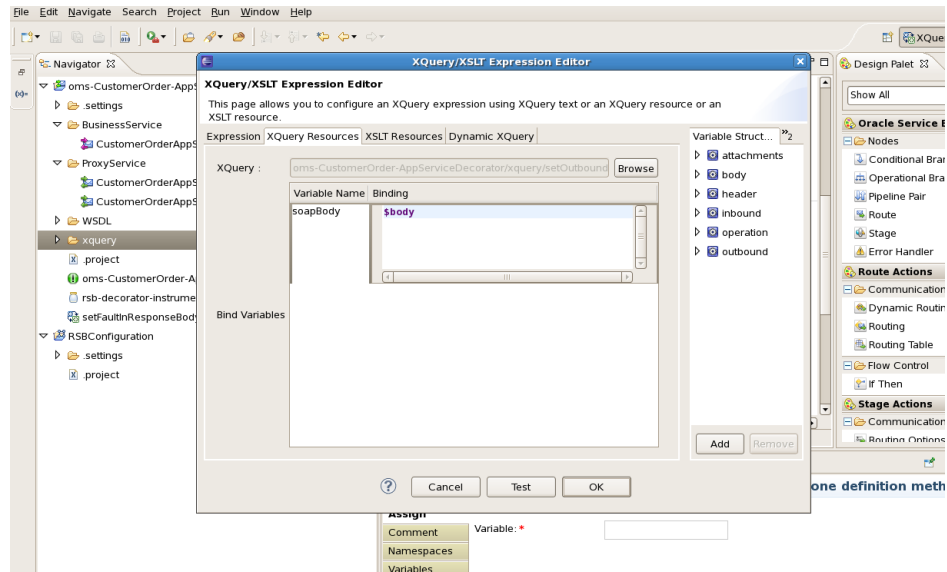 File Edit Navigate Search Project Run Window Help
XQue
Navigator
oms-CustomerOrder-AppS
.settings
BusinessService
CustomerOrderAppS
ProxyService
CustomerOrderAppS
CustomerOrderAppS
WSDL
xquery
.project
oms-CustomerOrder-A
rsb-decorator-instrume
setFaultInResponseBody
RSBConfiguration
.settings
.project
XQuery/XSLT Expression Editor
XQuery/XSLT Expression Editor
This page allows you to configure an XQuery expression using XQuery text or an XQuery resource or an
XSLT resource.
Expression XQuery Resources XSLT Resources Dynamic XQuery
XQuery : oms-CustomerOrder-AppServiceDecorator/xquery/setOutbound Browse
Variable Name Binding
soapBody $body
Bind Variables
Variable Struct... »2
attachments
body
header
inbound
operation
outbound
Add Remove
? Cancel Test OK
Design Palet
Show All
Oracle Service B
Nodes
Conditional Bran
Operational Bra
Pipeline Pair
Route
Stage
Error Handler
Route Actions
Communication
Dynamic Routin
Routing
Routing Table
Flow Control
If Then
Stage Actions
Communication
Routing Options
one definition meth
Assign
Comment
Namespaces
Variables
Variable: *